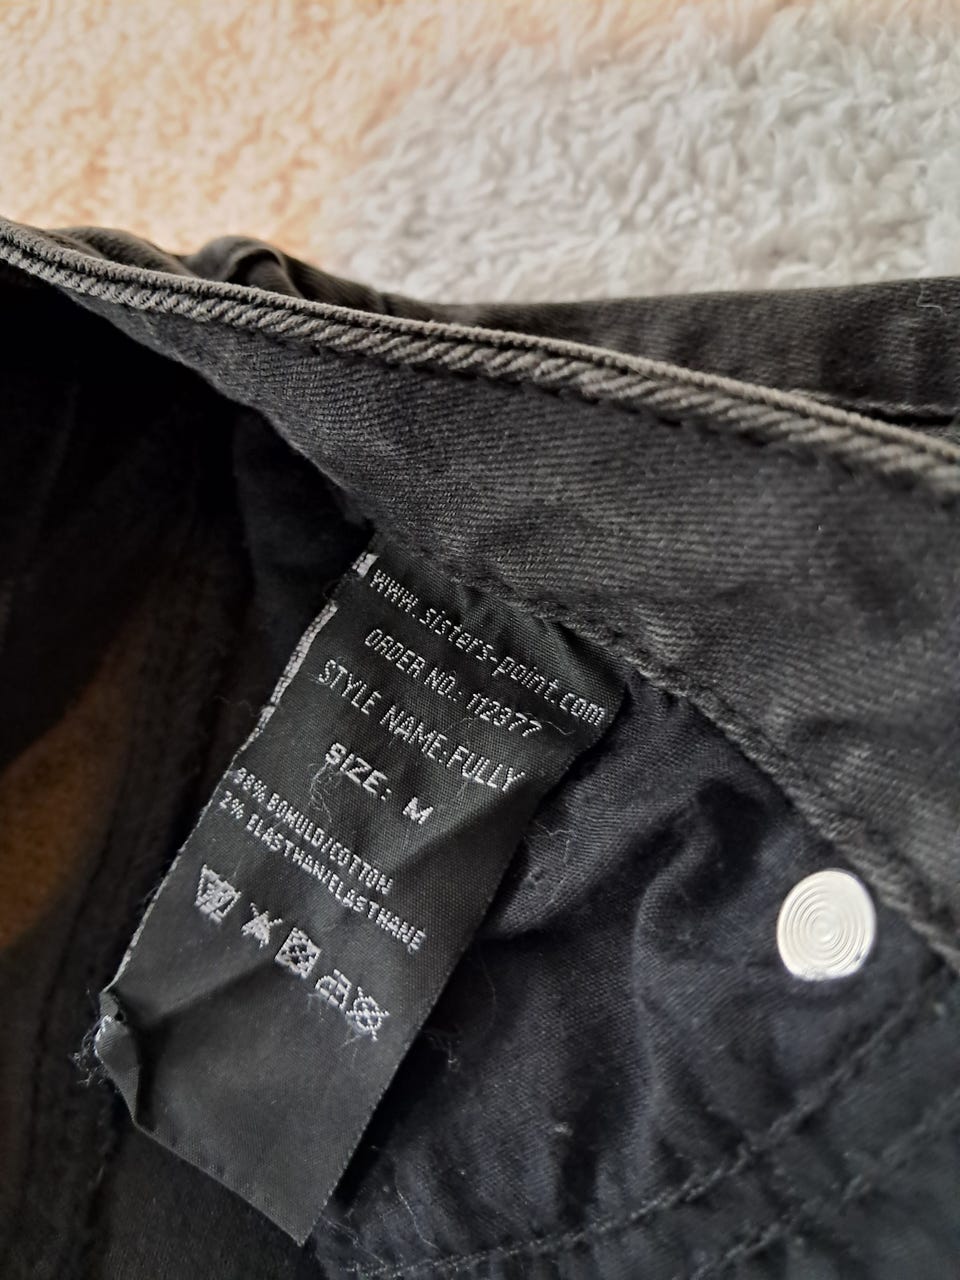 WWW.sisters-point.com
ORDER NO.: 112377
STYLE NAME:FULLY
SIZE: M
98% BOMULD/COTTON
2% ELASTHAN/ELASTHANE